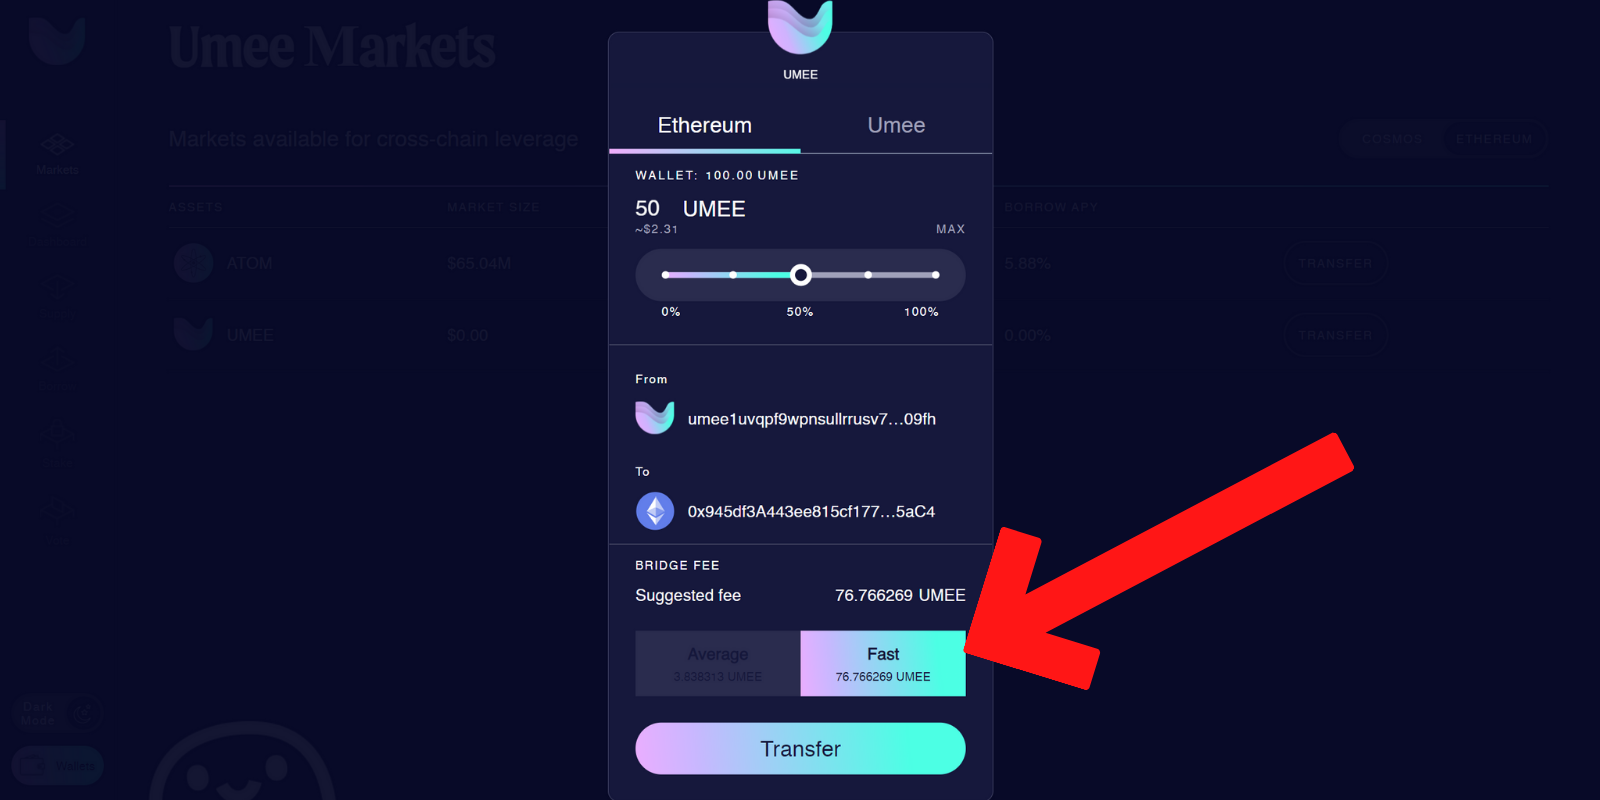 Umee Markets
UMEE
Ethereum Umee
Markets available for cross-chain leverage
COSMOS ETHEREUM
Markets
WALLET: 100.00 UMEE
ASSETS MARKET SIZE BORROW APY
50 UMEE
~$2.31 MAX
ATOM $65.04M 5.88% TRANSFER
0% 50% 100%
UMEE $0.00 0.00% TRANSFER
From
umee1uvqpf9wpnsullrrusv7...09fh
To
0x945df3A443ee815cf177...5aC4
BRIDGE FEE
Suggested fee 76.766269 UMEE
Average Fast
3.838313 UMEE 76.766269 UMEE
Dark
Mode
Transfer
Wallets